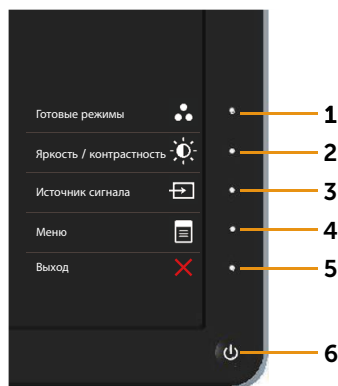 Готовые режимы 1
Яркость / контрастность 2
Источник сигнала 3
Меню 4
Выход 5
6